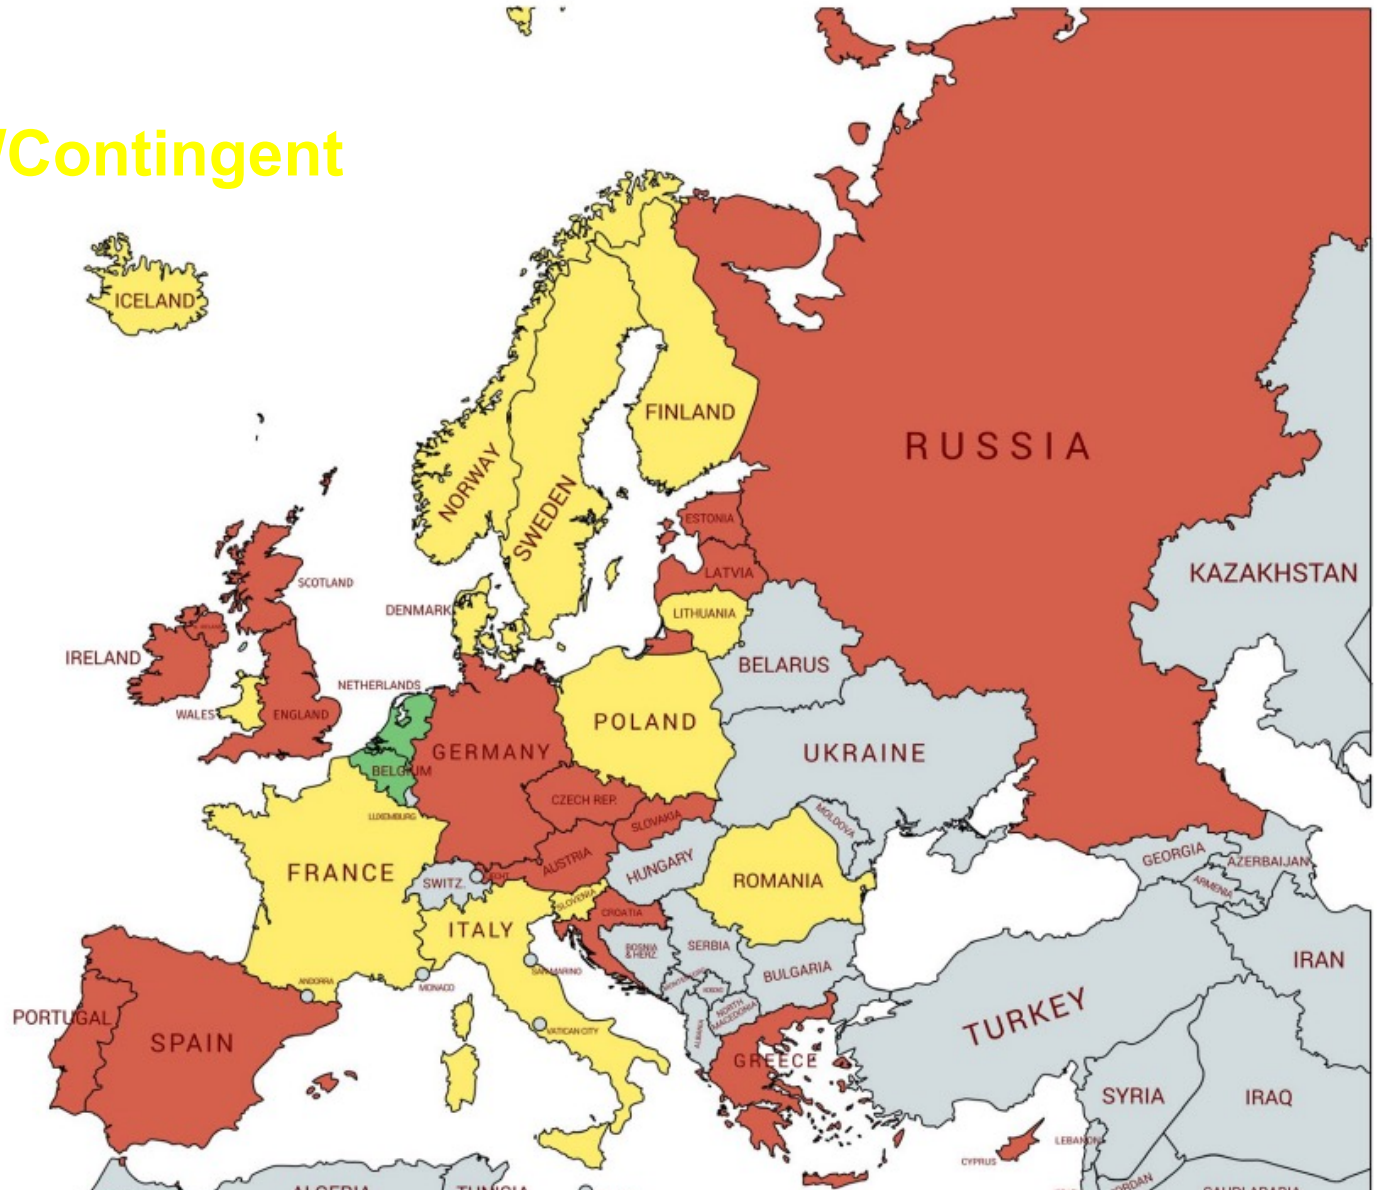 /Contingent
ICELAND
RUSSIA
FINLAND
NORWAY
SWEDEN
ESTONIA
KAZAKHSTAN
LATVIA
SCOTLAND
DENMARK
LITHUANIA
IRELAND
BELARUS
NETHERLANDS
WALES
ENGLAND
POLAND
GERMANY
UKRAINE
BELGIUM
CZECH REP.
LUXEMBURG
SLOVAKIA
MOLDOVA
FRANCE
AUSTRIA
HUNGARY
GEORGIA
AZERBAIJAN
SWITZ.
ROMANIA
ARMENIA
SLOVENIA
CROATIA
ITALY
BOSNIA
& HERZ.
SERBIA
BULGARIA
IRAN
SAN MARINO
ANDORRA
MONACO
MONTENEGRO
NORTH
MACEDONIA
PORTUGAL
SPAIN
VATICAN CITY
ALBANIA
GREECE
TURKEY
SYRIA
IRAQ
CYPRUS
LEBANON